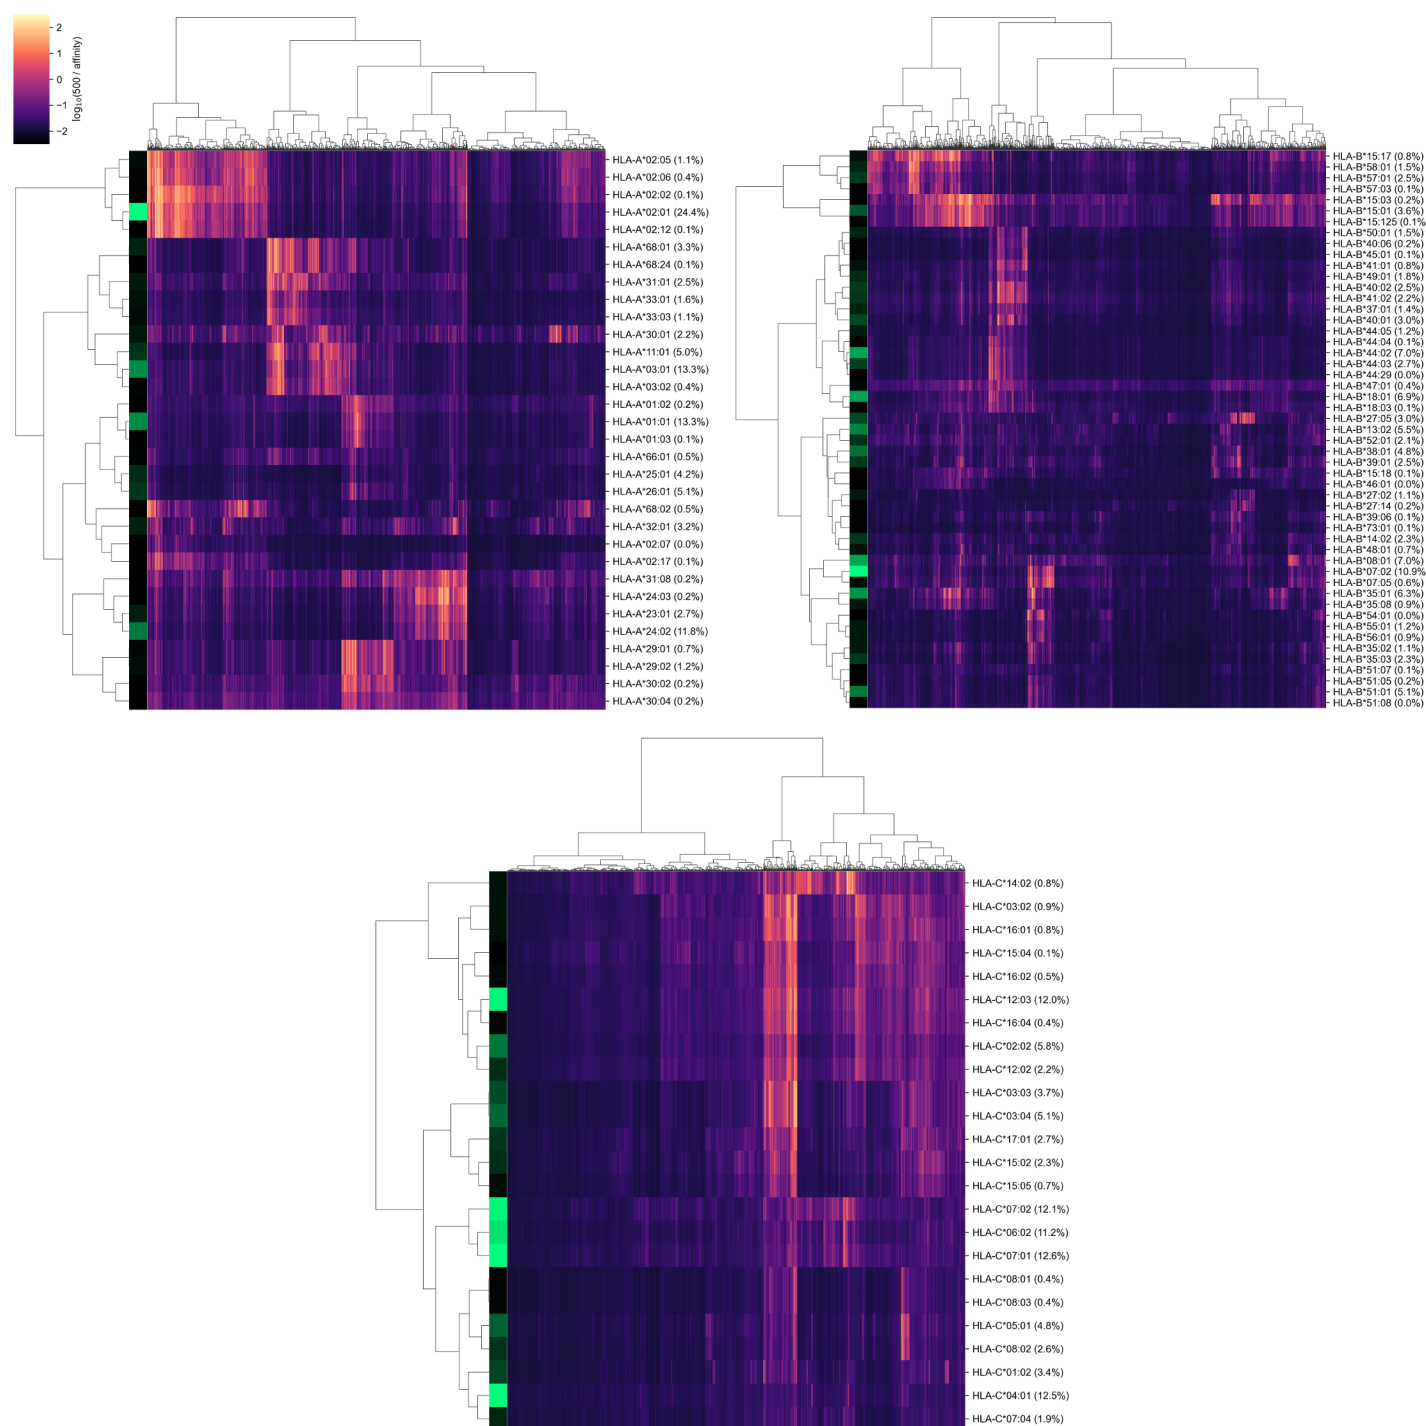 2
1
0
−1
−2
log10(500 / affinity)
HLA-A*02:05 (1.1%)
HLA-A*02:06 (0.4%)
HLA-A*02:02 (0.1%)
HLA-A*02:01 (24.4%)
HLA-A*02:12 (0.1%)
HLA-A*68:01 (3.3%)
HLA-A*68:24 (0.1%)
HLA-A*31:01 (2.5%)
HLA-A*33:01 (1.6%)
HLA-A*33:03 (1.1%)
HLA-A*30:01 (2.2%)
HLA-A*11:01 (5.0%)
HLA-A*03:01 (13.3%)
HLA-A*03:02 (0.4%)
HLA-A*01:02 (0.2%)
HLA-A*01:01 (13.3%)
HLA-A*01:03 (0.1%)
HLA-A*66:01 (0.5%)
HLA-A*25:01 (4.2%)
HLA-A*26:01 (5.1%)
HLA-A*68:02 (0.5%)
HLA-A*32:01 (3.2%)
HLA-A*02:07 (0.0%)
HLA-A*02:17 (0.1%)
HLA-A*31:08 (0.2%)
HLA-A*24:03 (0.2%)
HLA-A*23:01 (2.7%)
HLA-A*24:02 (11.8%)
HLA-A*29:01 (0.7%)
HLA-A*29:02 (1.2%)
HLA-A*30:02 (0.2%)
HLA-A*30:04 (0.2%)
HLA-B*15:17 (0.8%)
HLA-B*58:01 (1.5%)
HLA-B*57:01 (2.5%)
HLA-B*57:03 (0.1%)
HLA-B*15:03 (0.2%)
HLA-B*15:01 (3.6%)
HLA-B*15:125 (0.1%
HLA-B*50:01 (1.5%)
HLA-B*40:06 (0.2%)
HLA-B*45:01 (0.1%)
HLA-B*41:01 (0.8%)
HLA-B*49:01 (1.8%)
HLA-B*40:02 (2.5%)
HLA-B*41:02 (2.2%)
HLA-B*37:01 (1.4%)
HLA-B*40:01 (3.0%)
HLA-B*44:05 (1.2%)
HLA-B*44:04 (0.1%)
HLA-B*44:02 (7.0%)
HLA-B*44:03 (2.7%)
HLA-B*44:29 (0.0%)
HLA-B*47:01 (0.4%)
HLA-B*18:01 (6.9%)
HLA-B*18:03 (0.1%)
HLA-B*27:05 (3.0%)
HLA-B*13:02 (5.5%)
HLA-B*52:01 (2.1%)
HLA-B*38:01 (4.8%)
HLA-B*39:01 (2.5%)
HLA-B*15:18 (0.1%)
HLA-B*46:01 (0.0%)
HLA-B*27:02 (1.1%)
HLA-B*27:14 (0.2%)
HLA-B*39:06 (0.1%)
HLA-B*73:01 (0.1%)
HLA-B*14:02 (2.3%)
HLA-B*48:01 (0.7%)
HLA-B*08:01 (7.0%)
HLA-B*07:02 (10.9%
HLA-B*07:05 (0.6%)
HLA-B*35:01 (6.3%)
HLA-B*35:08 (0.9%)
HLA-B*54:01 (0.0%)
HLA-B*55:01 (1.2%)
HLA-B*56:01 (0.9%)
HLA-B*35:02 (1.1%)
HLA-B*35:03 (2.3%)
HLA-B*51:07 (0.1%)
HLA-B*51:05 (0.2%)
HLA-B*51:01 (5.1%)
HLA-B*51:08 (0.0%)
HLA-C*14:02 (0.8%)
HLA-C*03:02 (0.9%)
HLA-C*16:01 (0.8%)
HLA-C*15:04 (0.1%)
HLA-C*16:02 (0.5%)
HLA-C*12:03 (12.0%)
HLA-C*16:04 (0.4%)
HLA-C*02:02 (5.8%)
HLA-C*12:02 (2.2%)
HLA-C*03:03 (3.7%)
HLA-C*03:04 (5.1%)
HLA-C*17:01 (2.7%)
HLA-C*15:02 (2.3%)
HLA-C*15:05 (0.7%)
HLA-C*07:02 (12.1%)
HLA-C*06:02 (11.2%)
HLA-C*07:01 (12.6%)
HLA-C*08:01 (0.4%)
HLA-C*08:03 (0.4%)
HLA-C*05:01 (4.8%)
HLA-C*08:02 (2.6%)
HLA-C*01:02 (3.4%)
HLA-C*04:01 (12.5%)
HLA-C*07:04 (1.9%)